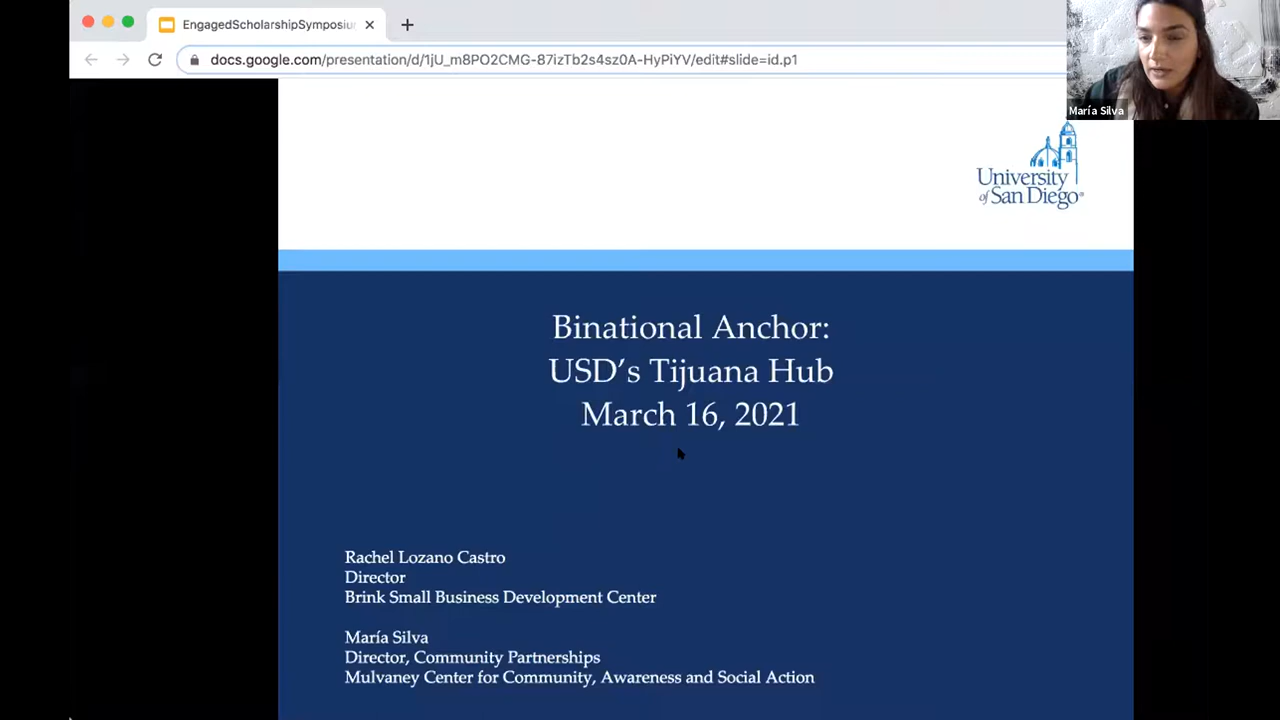 EngagedScholarshipSymposiu
docs.google.com/presentation/d/1jU_m8PO2CMG-87izTb2s4sz0A-HyPiYV/edit#slide=id.p1
María Silva
University
of San Diego®
Binational Anchor:
USD’s Tijuana Hub
March 16, 2021
Rachel Lozano Castro
Director
Brink Small Business Development Center
María Silva
Director, Community Partnerships
Mulvaney Center for Community, Awareness and Social Action